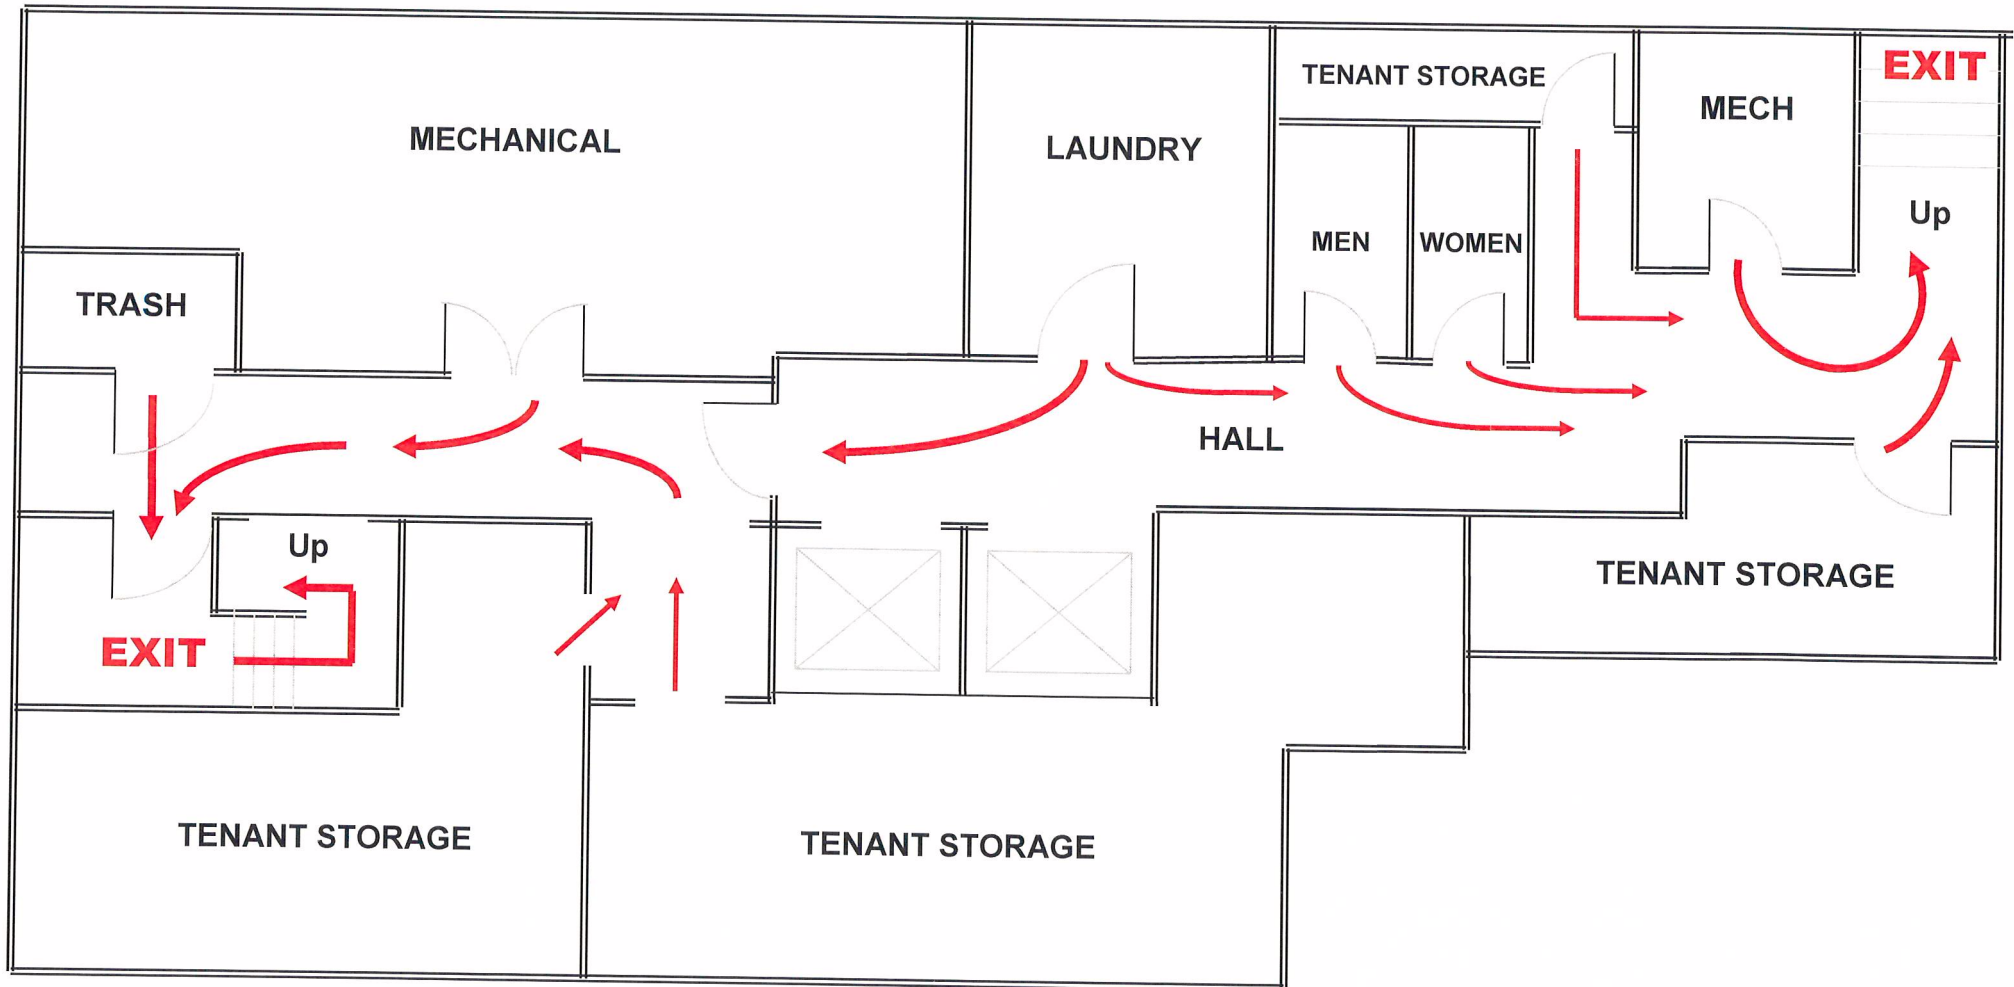 EXIT
TENANT STORAGE
MECH
MECHANICAL
LAUNDRY
Up
MEN
WOMEN
TRASH
HALL
Up
TENANT STORAGE
EXIT
TENANT STORAGE
TENANT STORAGE